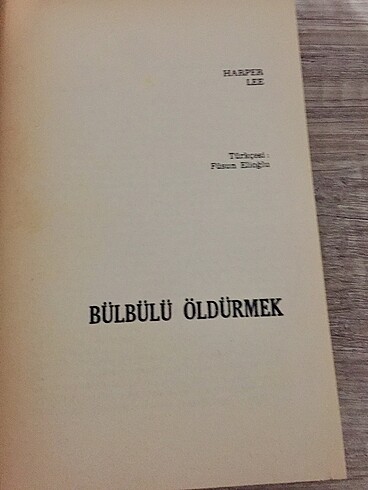 HARPER
LEE
Türkçesi:
Füsun Elioğlu
BÜLBÜLÜ ÖLDÜRMEK